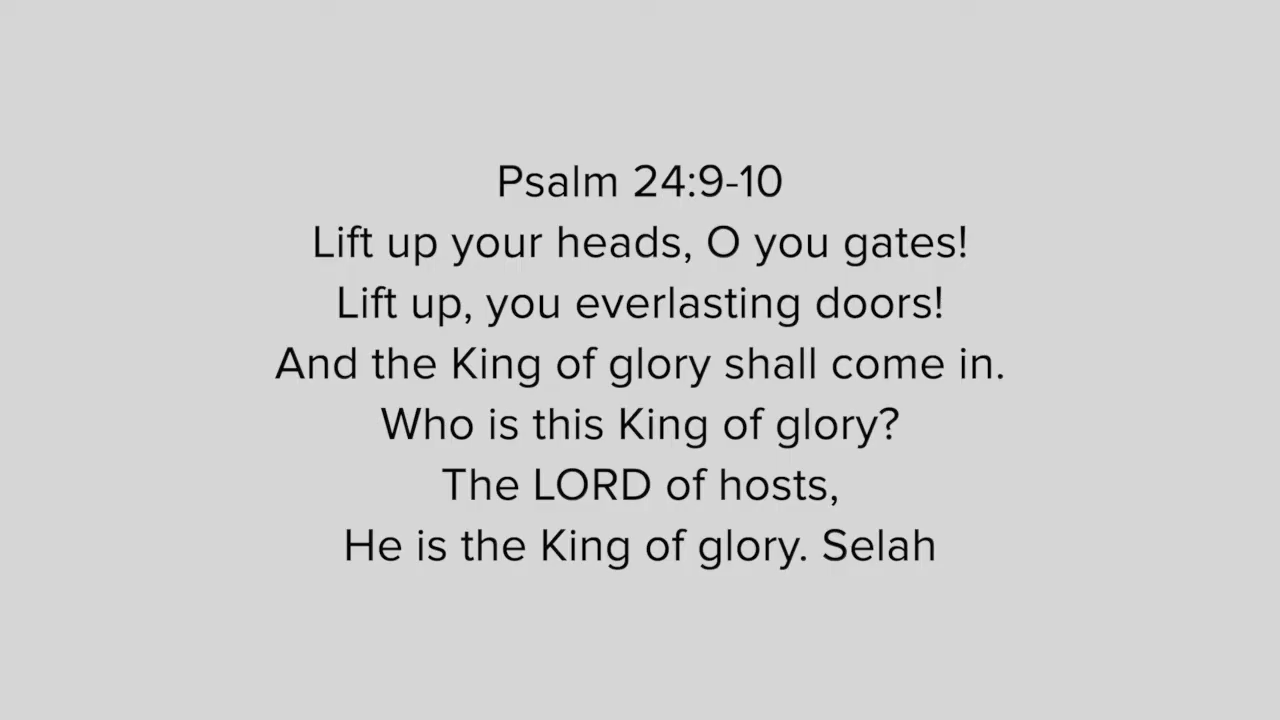 Psalm 24:9-10
Lift up your heads, O you gates!
Lift up, you everlasting doors!
And the King of glory shall come in.
Who is this King of glory?
The LORD of hosts,
He is the King of glory. Selah